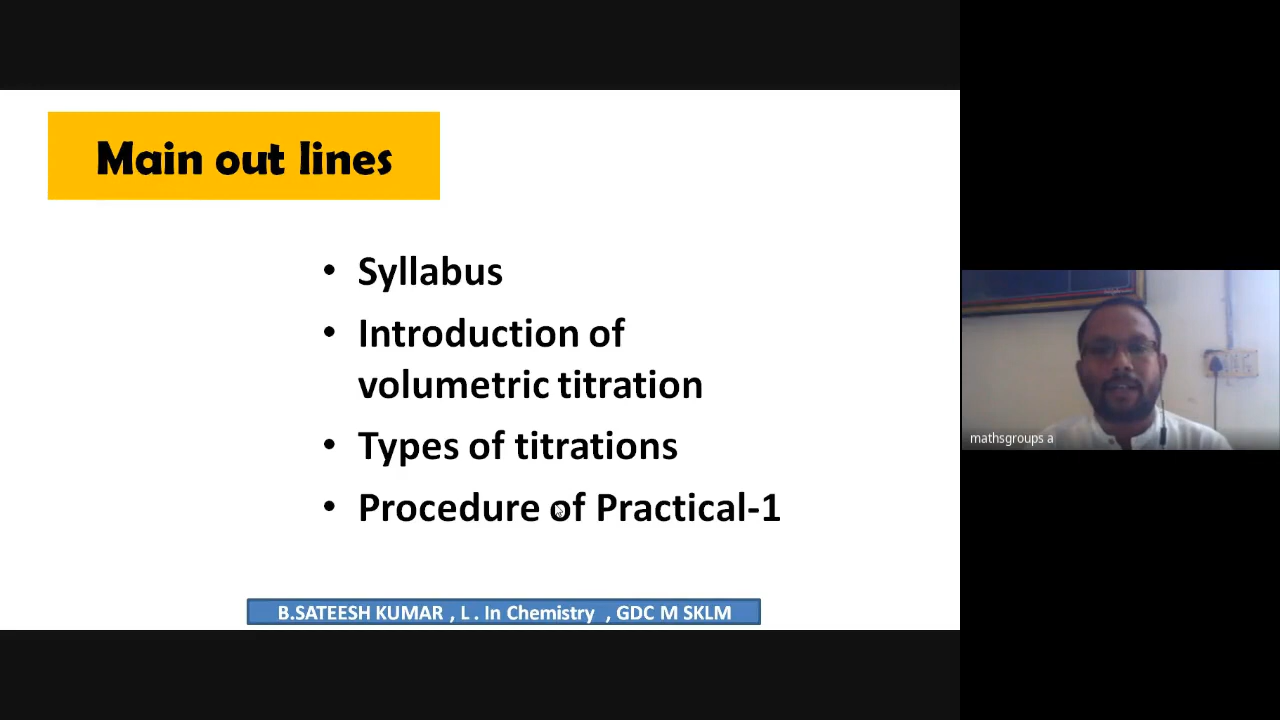 Main out lines
• Syllabus
• Introduction of
volumetric titration
• Types of titrations
• Procedure of Practical-1
B.SATEESH KUMAR , L . In Chemistry , GDC M SKLM
mathsgroups a